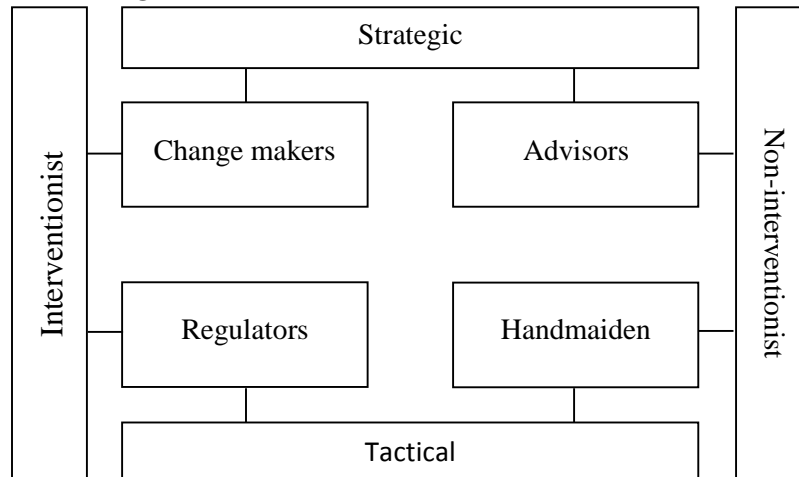 Strategic
Change makers
Advisors
Interventionist
Non-interventionist
Regulators
Handmaiden
Tactical